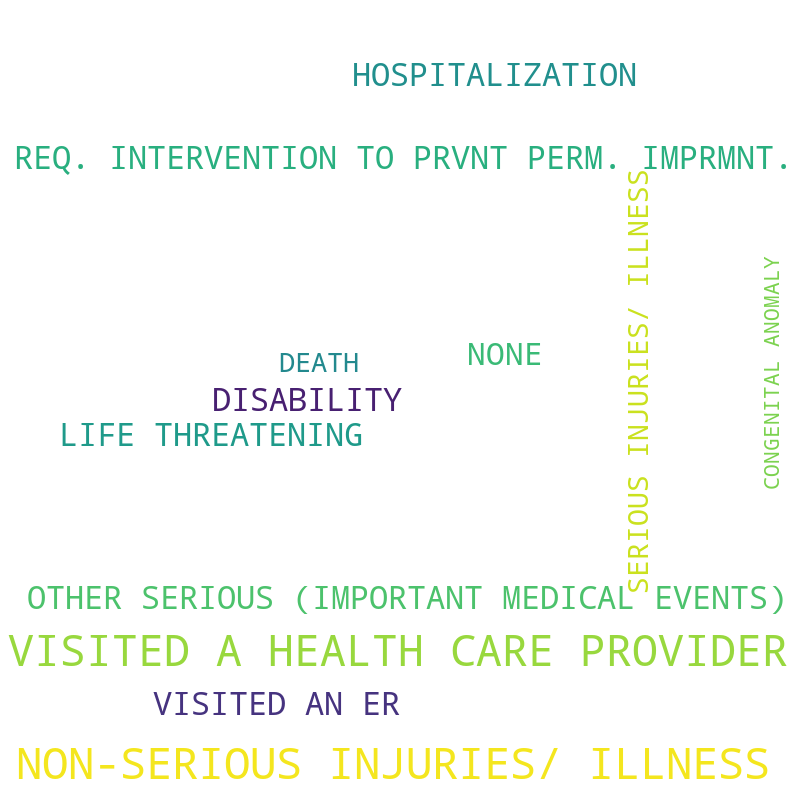 HOSPITALIZATION
REQ. INTERVENTION TO PRVNT PERM. IMPRMNT.
SERIOUS INJURIES/ ILLNESS
CONGENITAL ANOMALY
NONE
DEATH
DISABILITY
LIFE THREATENING
OTHER SERIOUS (IMPORTANT MEDICAL EVENTS)
VISITED A HEALTH CARE PROVIDER
VISITED AN ER
NON-SERIOUS INJURIES/ ILLNESS